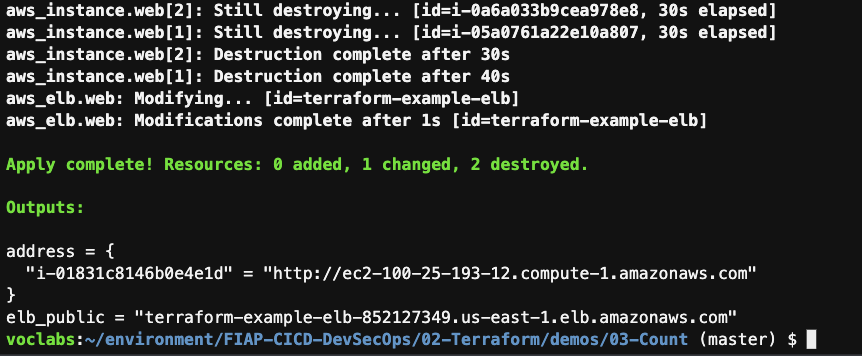 aws_instance.web[2]: Still destroying... [id=i-0a6a033b9cea978e8, 30s elapsed]
aws_instance.web[1]: Still destroying... [id=i-05a0761a22e10a807, 30s elapsed]
aws_instance.web[2]: Destruction complete after 30s
aws_instance.web[1]: Destruction complete after 40s
aws_elb.web: Modifying... [id=terraform-example-elb]
aws_elb.web: Modifications complete after 1s [id=terraform-example-elb]
Apply complete! Resources: 0 added, 1 changed, 2 destroyed.
Outputs:
address = {
  "i-01831c8146b0e4e1d" = "http://ec2-100-25-193-12.compute-1.amazonaws.com"
}
elb_public = "terraform-example-elb-852127349.us-east-1.elb.amazonaws.com"
voclabs:~/environment/FIAP-CICD-DevSecOps/02-Terraform/demos/03-Count (master) $